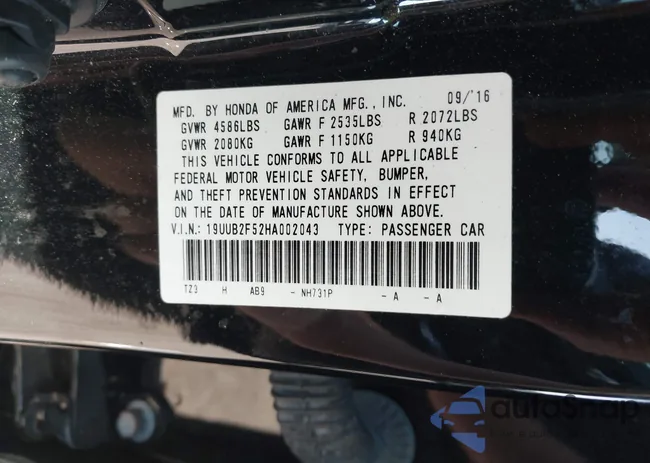 MFD. BY HONDA OF AMERICA MFG., INC. 09/'16
GVWR 4586LBS GAWR F 2535LBS R 2072LBS
GVWR 2080KG GAWR F 1150KG R 940KG
THIS VEHICLE CONFORMS TO ALL APPLICABLE
FEDERAL MOTOR VEHICLE SAFETY, BUMPER,
AND THEFT PREVENTION STANDARDS IN EFFECT
ON THE DATE OF MANUFACTURE SHOWN ABOVE.
V.I.N.: 19UUB2F52HA002043 TYPE: PASSENGER CAR
TZ3 H AB9 - NH731P - A - A
autoSnap